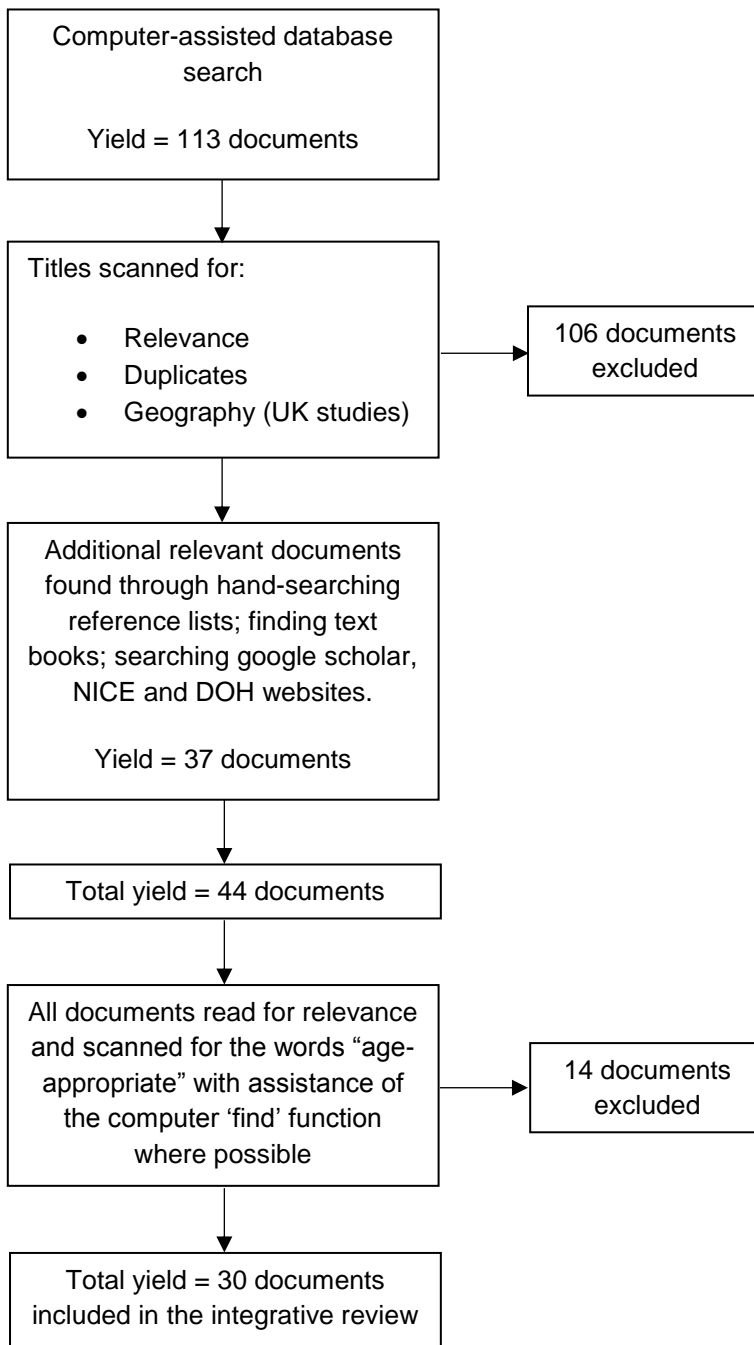 Computer-assisted database
search
Yield = 113 documents
Titles scanned for:
• Relevance
• Duplicates
• Geography (UK studies)
106 documents
excluded
Additional relevant documents
found through hand-searching
reference lists; finding text
books; searching google scholar,
NICE and DOH websites.
Yield = 37 documents
Total yield = 44 documents
All documents read for relevance
and scanned for the words “age-
appropriate” with assistance of
the computer ‘find’ function
where possible
14 documents
excluded
Total yield = 30 documents
included in the integrative review